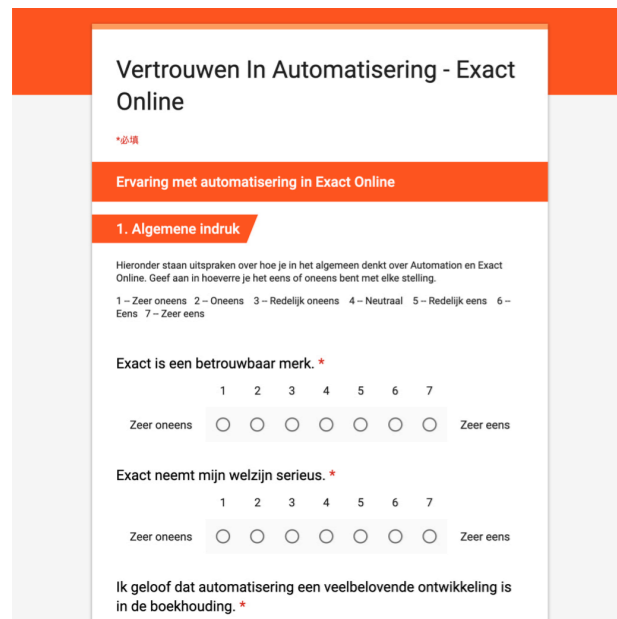 Vertrouwen In Automatisering - Exact
Online
*必填
Ervaring met automatisering in Exact Online
1. Algemene indruk
Hieronder staan uitspraken over hoe je in het algemeen denkt over Automation en Exact
Online. Geef aan in hoeverre je het eens of oneens bent met elke stelling.
1 – Zeer oneens 2 – Oneens 3 – Redelijk oneens 4 – Neutraal 5 – Redelijk eens 6 –
Eens 7 – Zeer eens
Exact is een betrouwbaar merk. *
1 2 3 4 5 6 7
Zeer oneens Zeer eens
Exact neemt mijn welzijn serieus. *
1 2 3 4 5 6 7
Zeer oneens Zeer eens
Ik geloof dat automatisering een veelbelovende ontwikkeling is
in de boekhouding. *